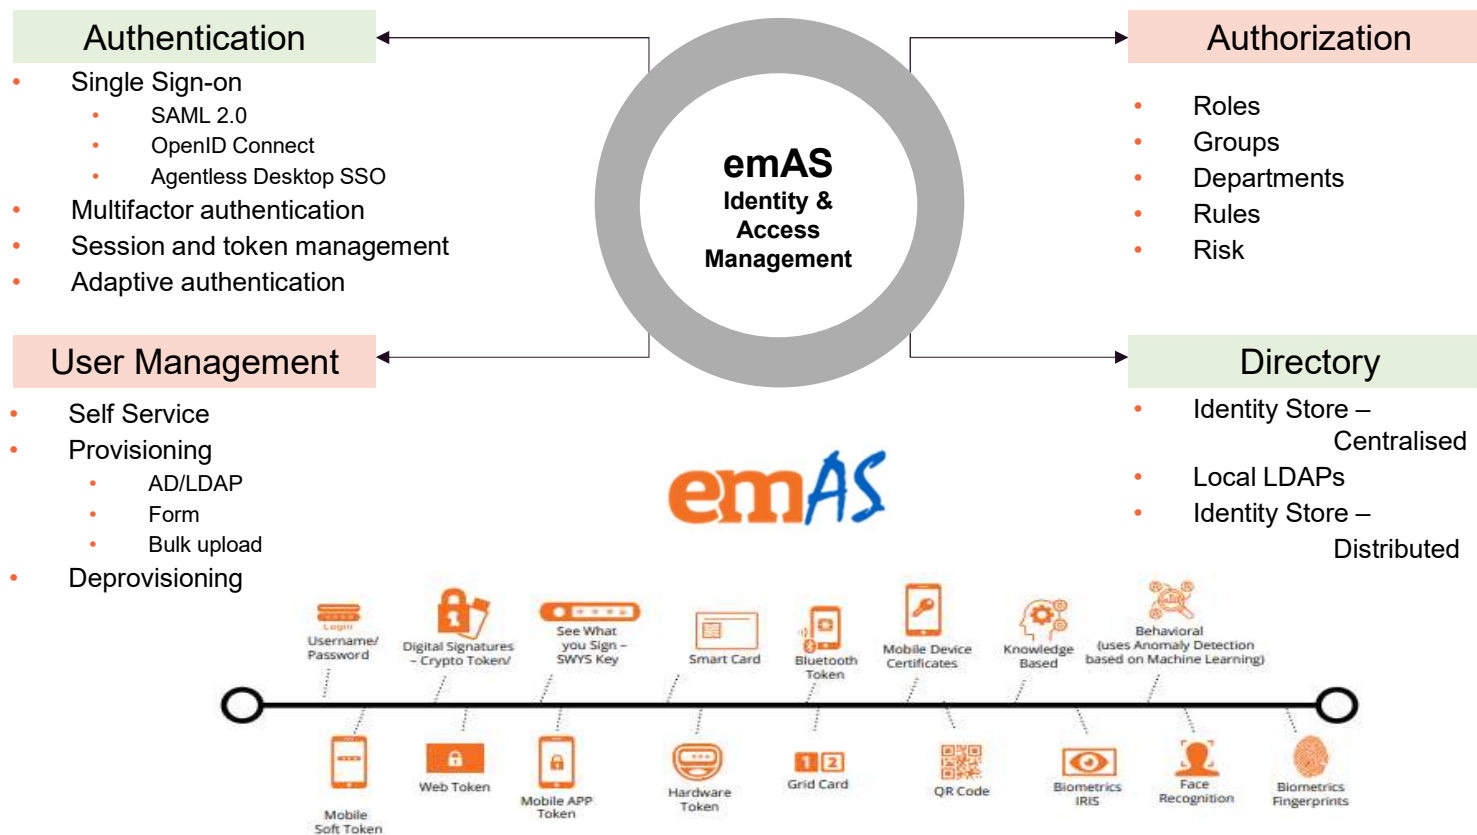 Authentication
• Single Sign-on
• SAML 2.0
• OpenID Connect
• Agentless Desktop SSO
• Multifactor authentication
• Session and token management
• Adaptive authentication
emAS
Identity &
Access
Management
Authorization
• Roles
• Groups
• Departments
• Rules
• Risk
User Management
• Self Service
• Provisioning
• AD/LDAP
• Form
• Bulk upload
• Deprovisioning
Directory
• Identity Store –
Centralised
• Local LDAPs
• Identity Store –
Distributed
emAS
Login
Username/
Password
Digital Signatures
– Crypto Token/
See What
you Sign –
SWYS Key
Smart Card
Bluetooth
Token
Mobile Device
Certificates
Knowledge
Based
Behavioral
(uses Anomaly Detection
based on Machine Learning)
Mobile
Soft Token
Web Token
Mobile APP
Token
Hardware
Token
1 2
Grid Card
QR Code
Biometrics
IRIS
Face
Recognition
Biometrics
Fingerprints